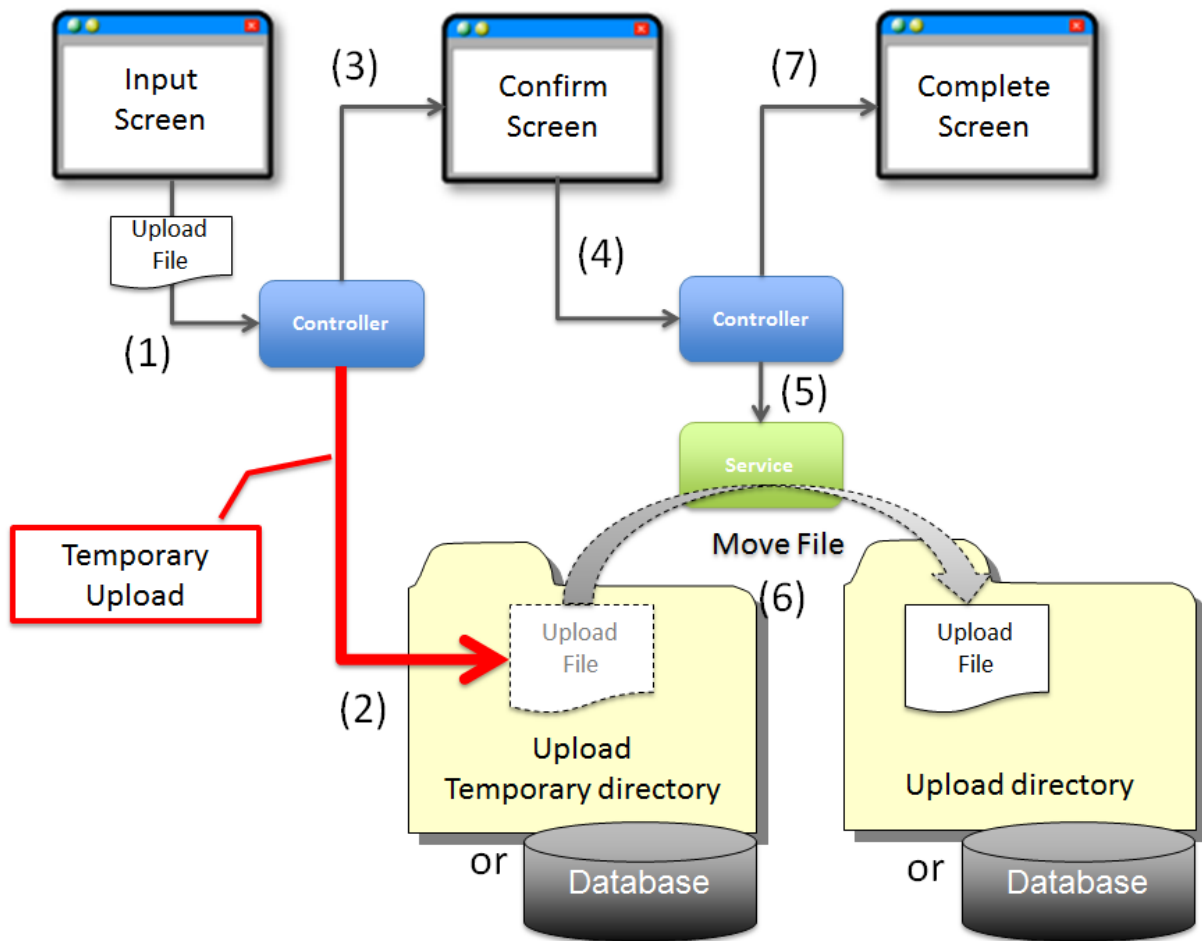 Input
Screen
(3)
Confirm
Screen
(7)
Complete
Screen
Upload
File
(1)
Controller
(4)
Controller
(5)
Service
Temporary
Upload
Move File
(6)
Upload
File
(2)
Upload
Temporary directory
Upload
File
Upload directory
or
Database
or
Database